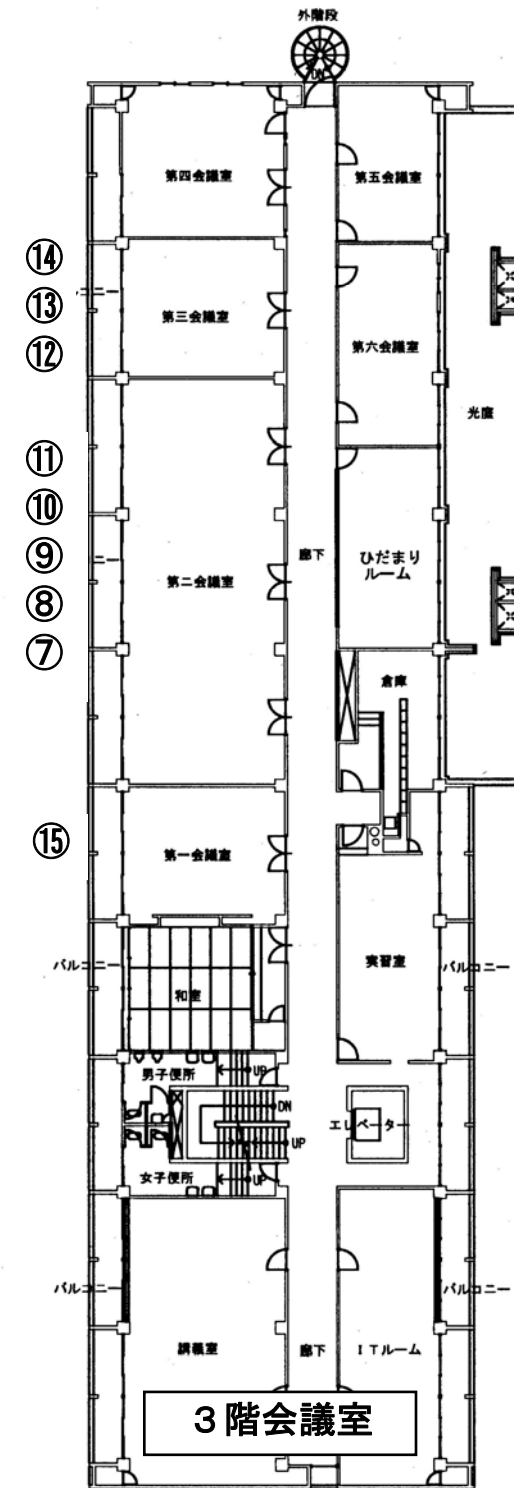 外階段
DN
第四会議室
第五会議室
⑭
⑬
第三会議室
⑫
第六会議室
光庭
⑪
⑩
⑨
廊下
ひだまり
ルーム
第二会議室
⑧
⑦
倉庫
⑮
第一会議室
バルコニー
和室
実習室
バルコニー
男子便所
UP
DN
エレベーター
UP
女子便所
UP
バルコニー
バルコニー
講義室
廊下
ITルーム
３階会議室